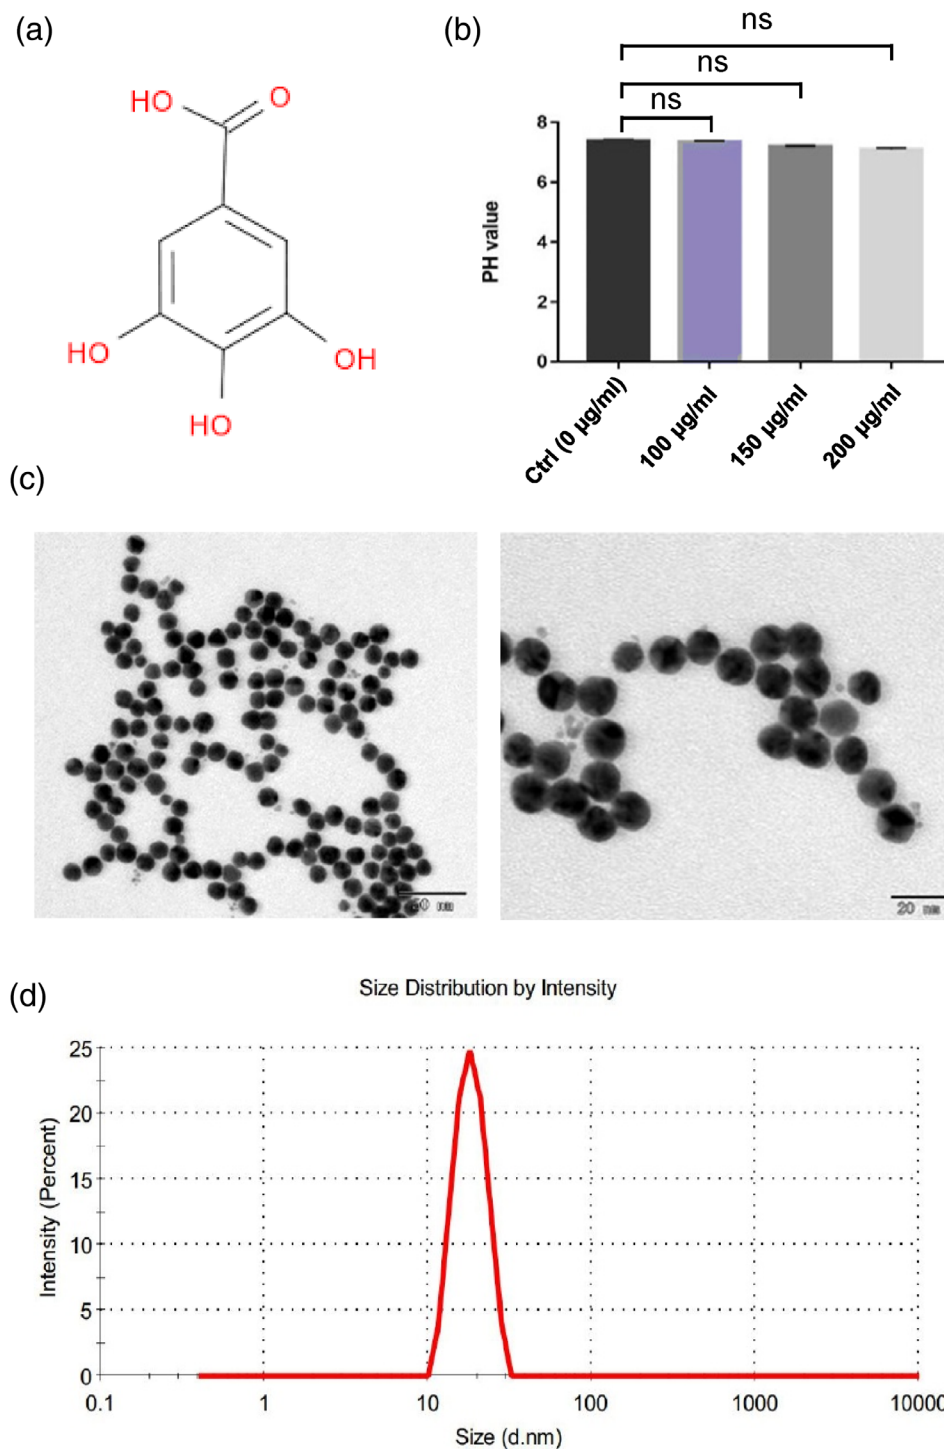 (a)
HO
O
HO
OH
HO
(b)
ns
ns
ns
8
6
4
2
0
PH value
Ctrl (0 µg/ml)
100 µg/ml
150 µg/ml
200 µg/ml
(c)
nm
20 nm
(d)
Size Distribution by Intensity
25
20
15
10
5
0
Intensity (Percent)
0.1
1
10
100
1000
10000
Size (d.nm)